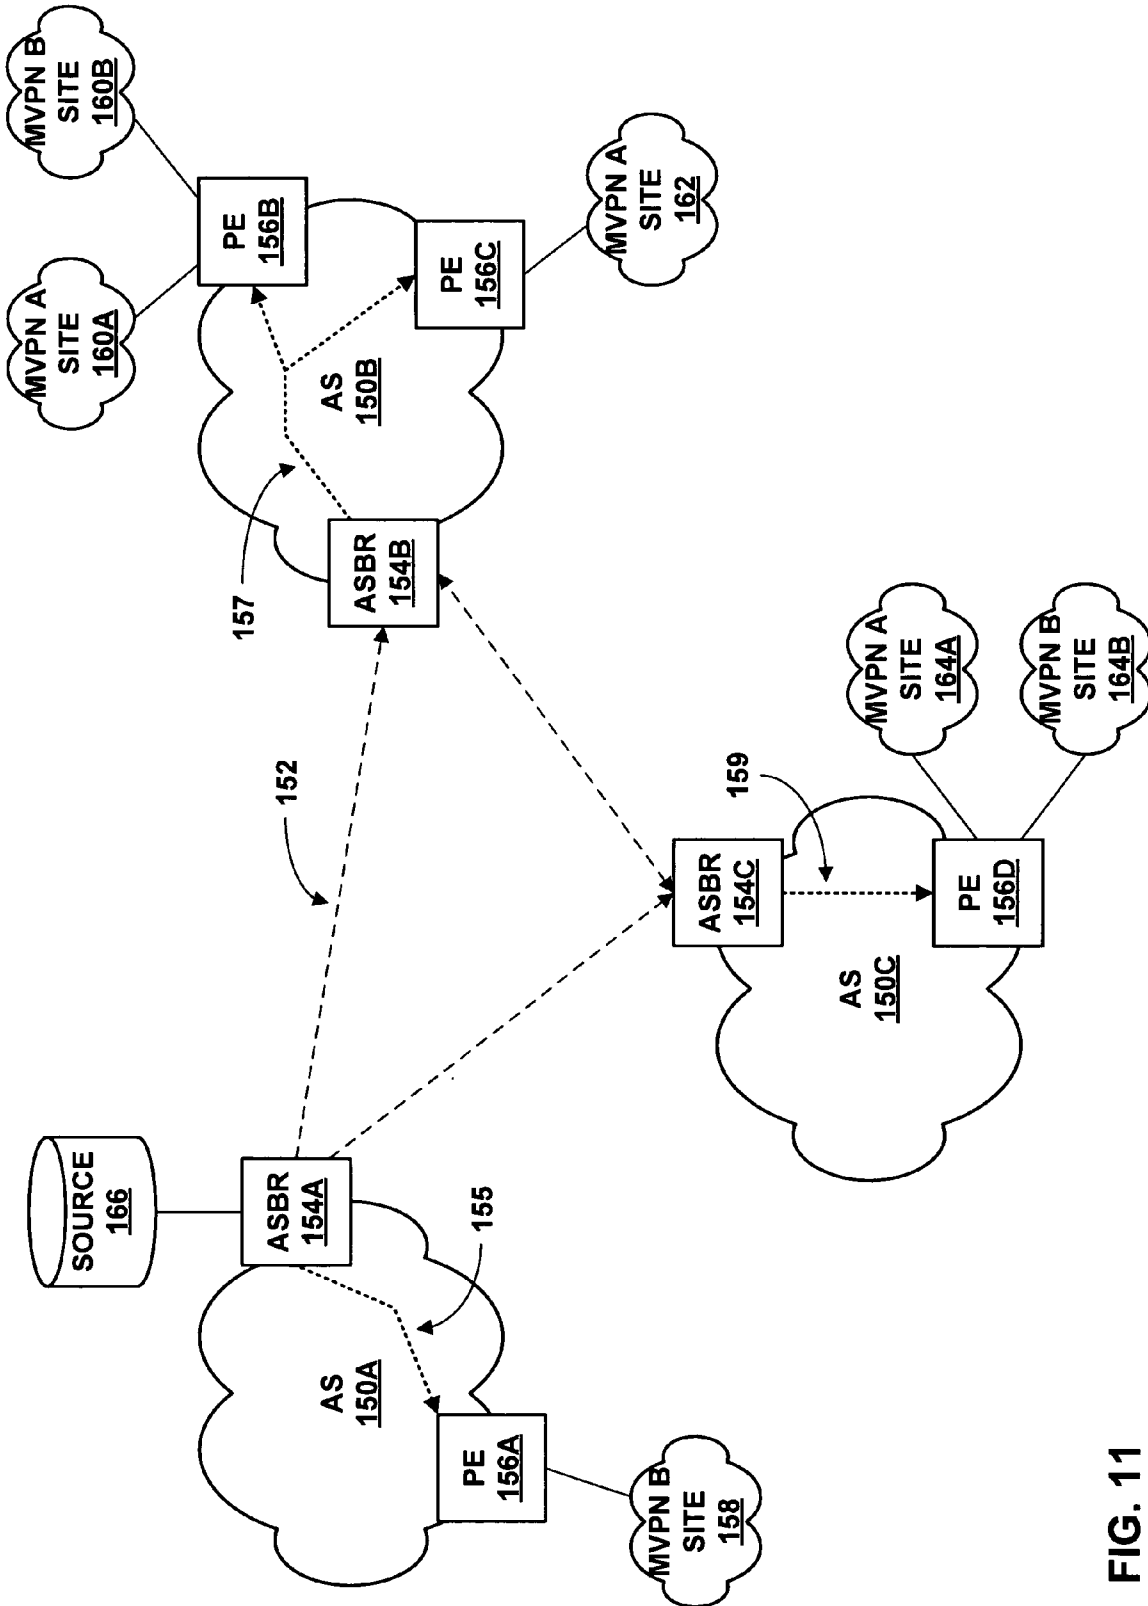 SOURCE
166
ASBR
154A
AS
150A
155
PE
156A
MVPN B
SITE
158
152
157
ASBR
154B
AS
150B
MVPN A
SITE
160A
MVPN B
SITE
160B
PE
156B
PE
156C
MVPN A
SITE
162
ASBR
154C
159
AS
150C
PE
156D
MVPN A
SITE
164A
MVPN B
SITE
164B
FIG. 11